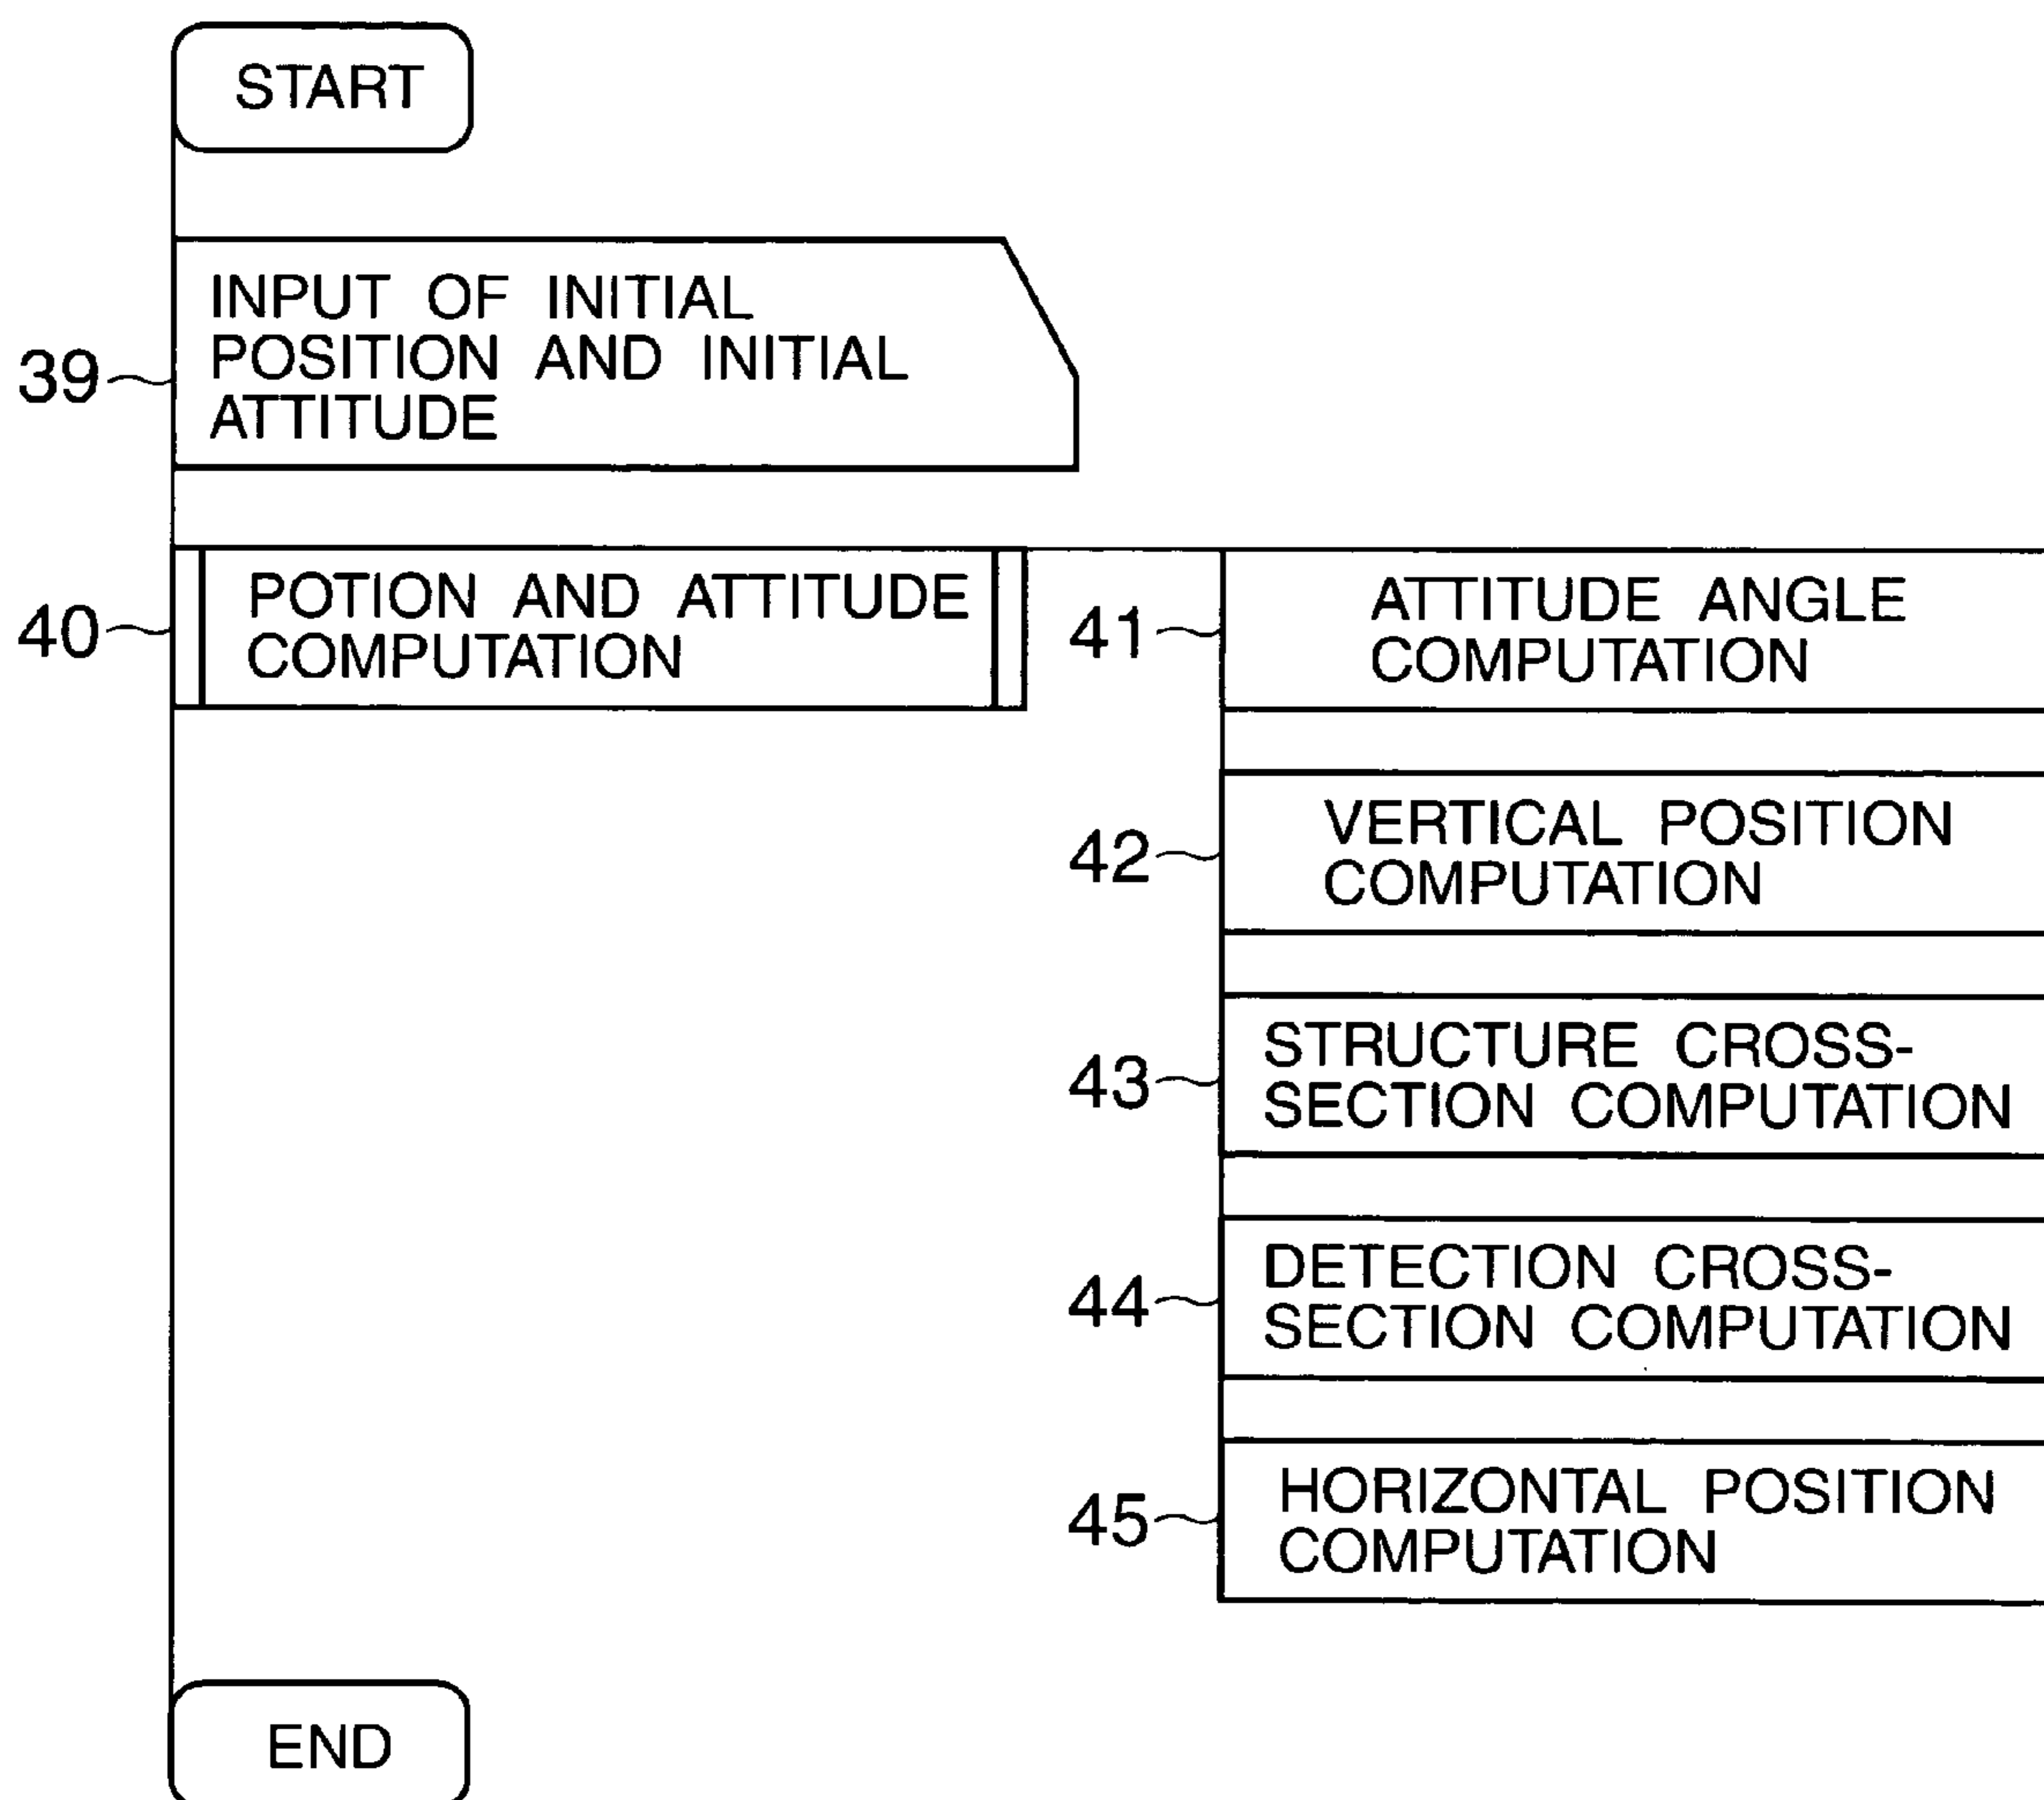 START
39
INPUT OF INITIAL
POSITION AND INITIAL
ATTITUDE
40
POTION AND ATTITUDE
COMPUTATION
41
ATTITUDE ANGLE
COMPUTATION
42
VERTICAL POSITION
COMPUTATION
43
STRUCTURE CROSS-
SECTION COMPUTATION
44
DETECTION CROSS-
SECTION COMPUTATION
45
HORIZONTAL POSITION
COMPUTATION
END